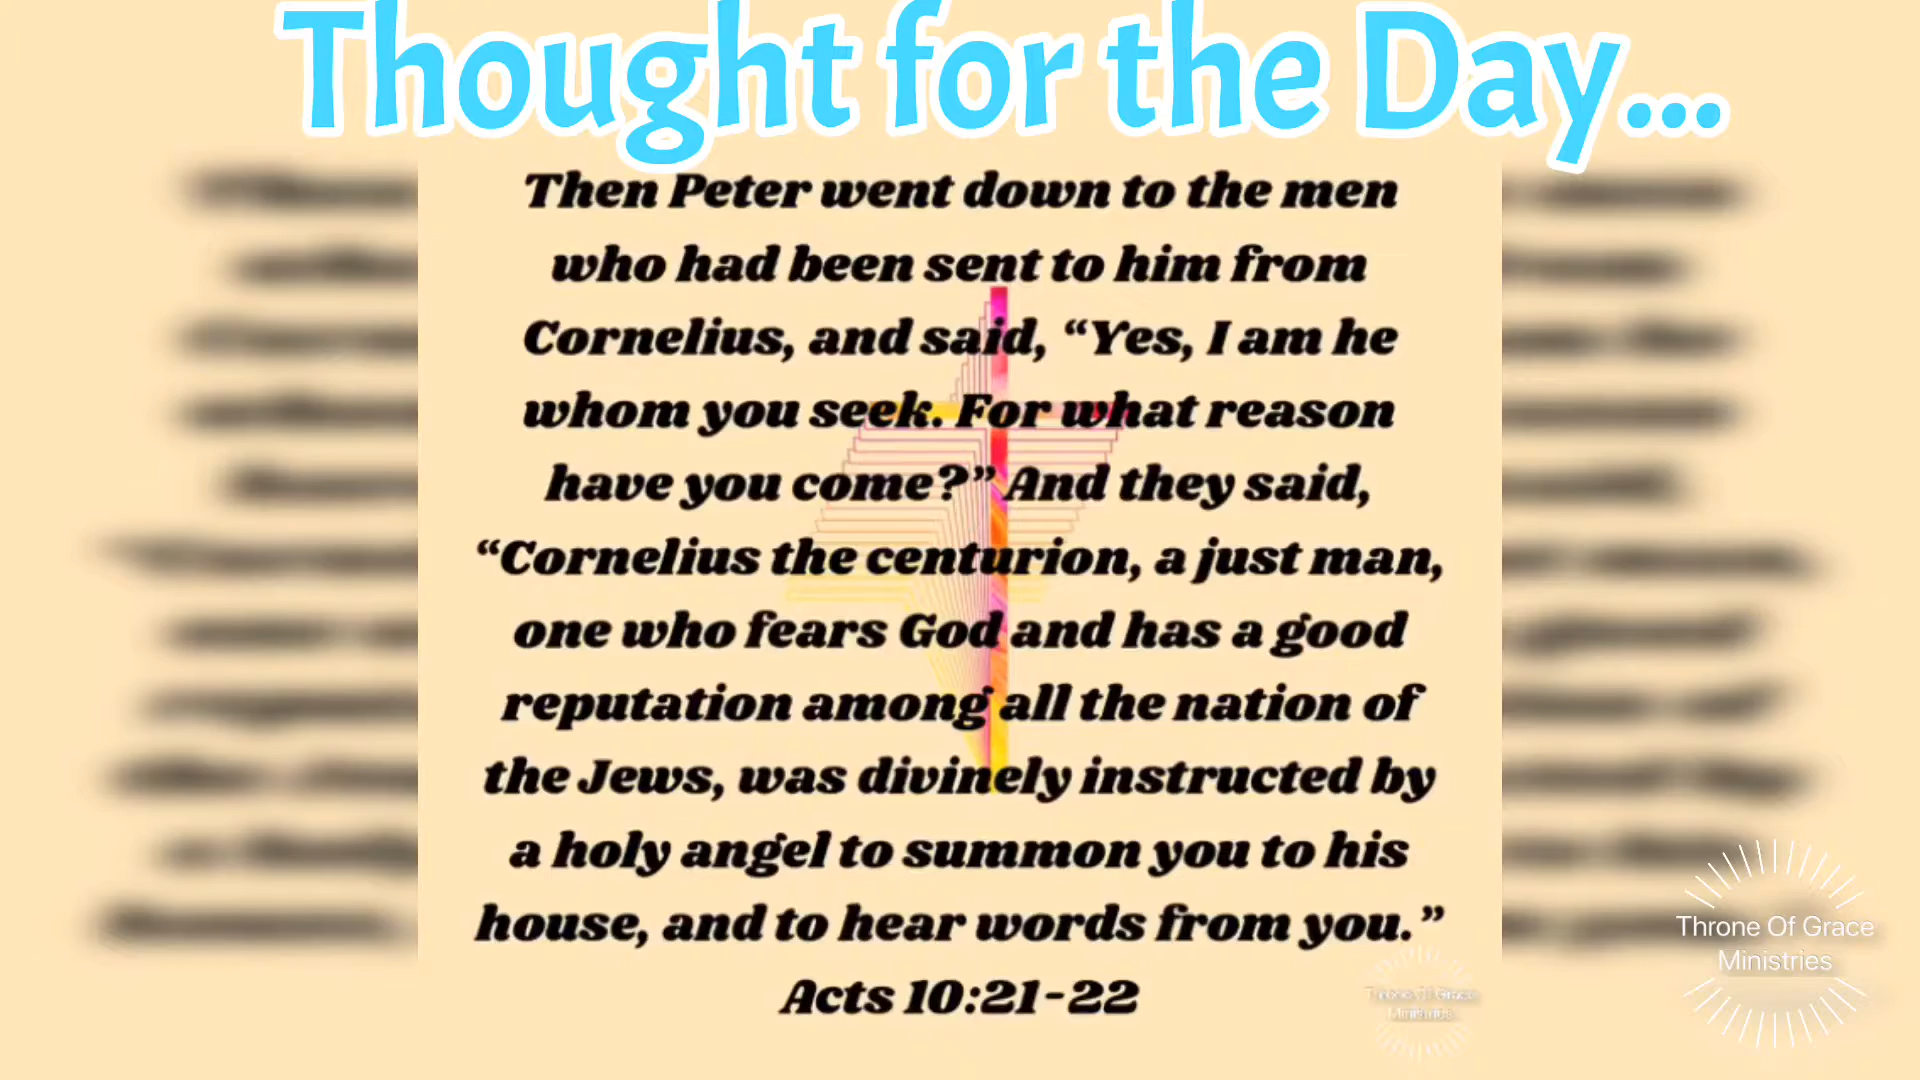 Thought for the Day...
Then Peter went down to the men
who had been sent to him from
Cornelius, and said, “Yes, I am he
whom you seek. For what reason
have you come?” And they said,
“Cornelius the centurion, a just man,
one who fears God and has a good
reputation among all the nation of
the Jews, was divinely instructed by
a holy angel to summon you to his
house, and to hear words from you.”
Acts 10:21-22
Throne Of Grace
Ministries
Throne Of Grace
Ministries